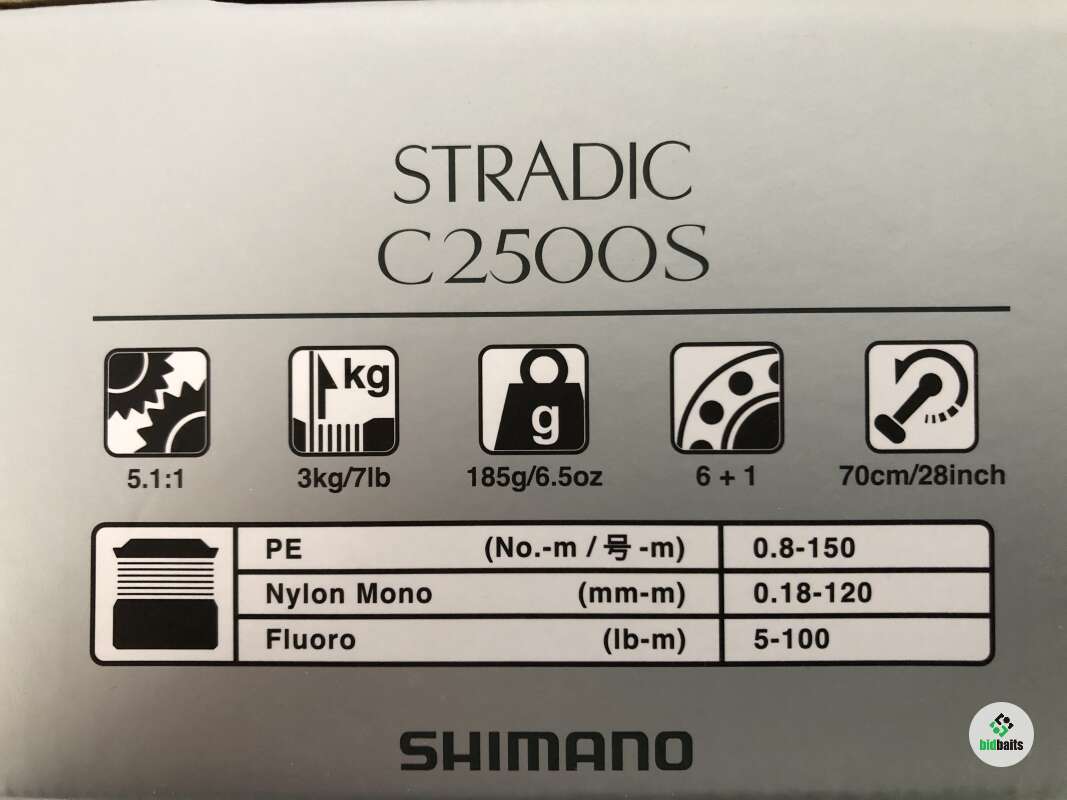 STRADIC
C2500S
kg
g
5.1:1 3kg/7lb 185g/6.5oz 6 + 1 70cm/28inch
PE (No.-m / 号 -m) 0.8-150
Nylon Mono (mm-m) 0.18-120
Fluoro (lb-m) 5-100
SHIMANO
bidbaits